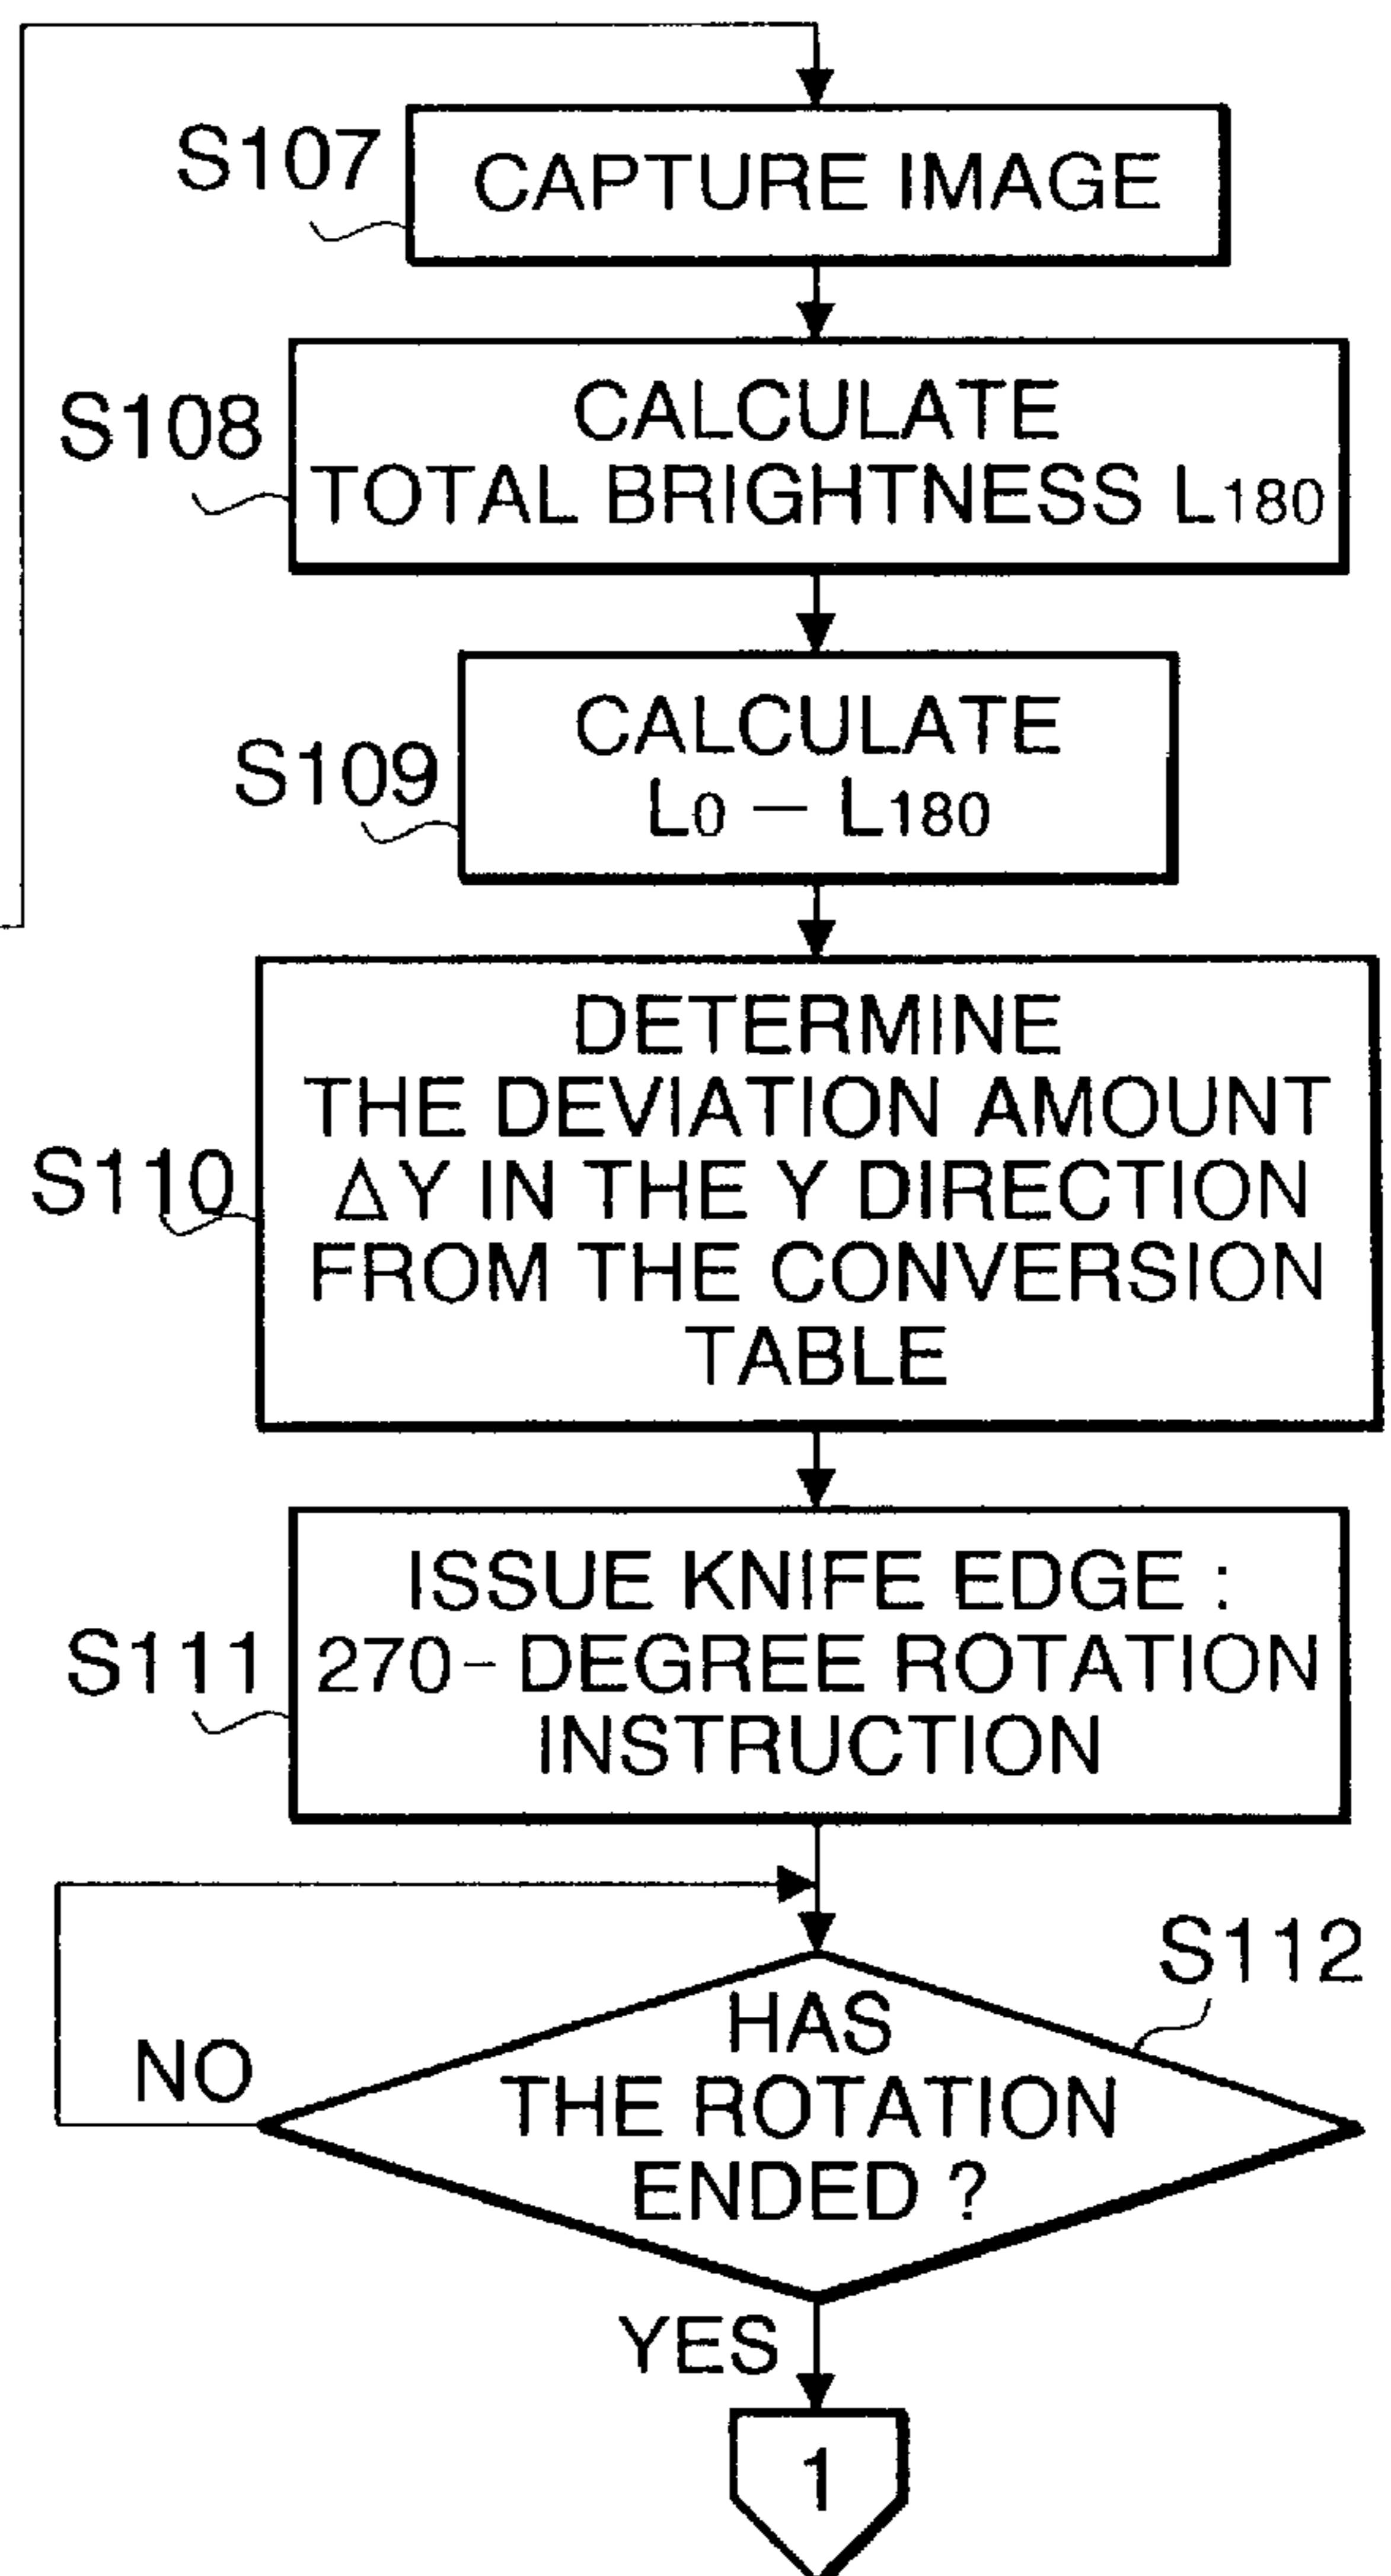 S107
CAPTURE IMAGE
S108
CALCULATE
TOTAL BRIGHTNESS L180
S109
CALCULATE
L0 − L180
S110
DETERMINE
THE DEVIATION AMOUNT
ΔY IN THE Y DIRECTION
FROM THE CONVERSION
TABLE
S111
ISSUE KNIFE EDGE :
270-DEGREE ROTATION
INSTRUCTION
S112
HAS
THE ROTATION
ENDED ?
NO
YES
1